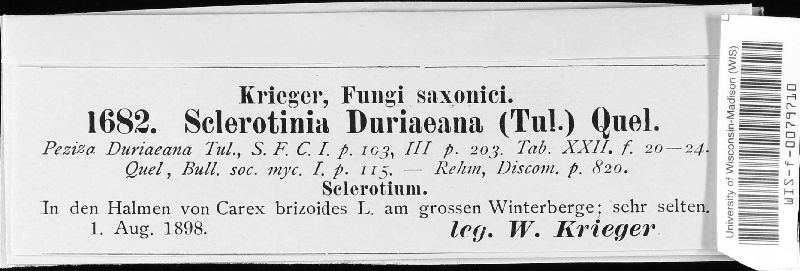 Krieger, Fungi saxonici.
1682. Sclerotinia Duriaeana (Tul.) Quel.
Peziza Duriaeana Tul., S. F. C. I. p. 103, III p. 203. Tab. XXII. f. 20—24.
Quel, Bull. soc. myc. I. p. 115. — Rehm, Discom. p. 820.
Sclerotium.
In den Halmen von Carex brizoides L. am grossen Winterberge; sehr selten.
1. Aug. 1898. leg. W. Krieger
University of Wisconsin-Madison (WIS)
WIS-f-0079710